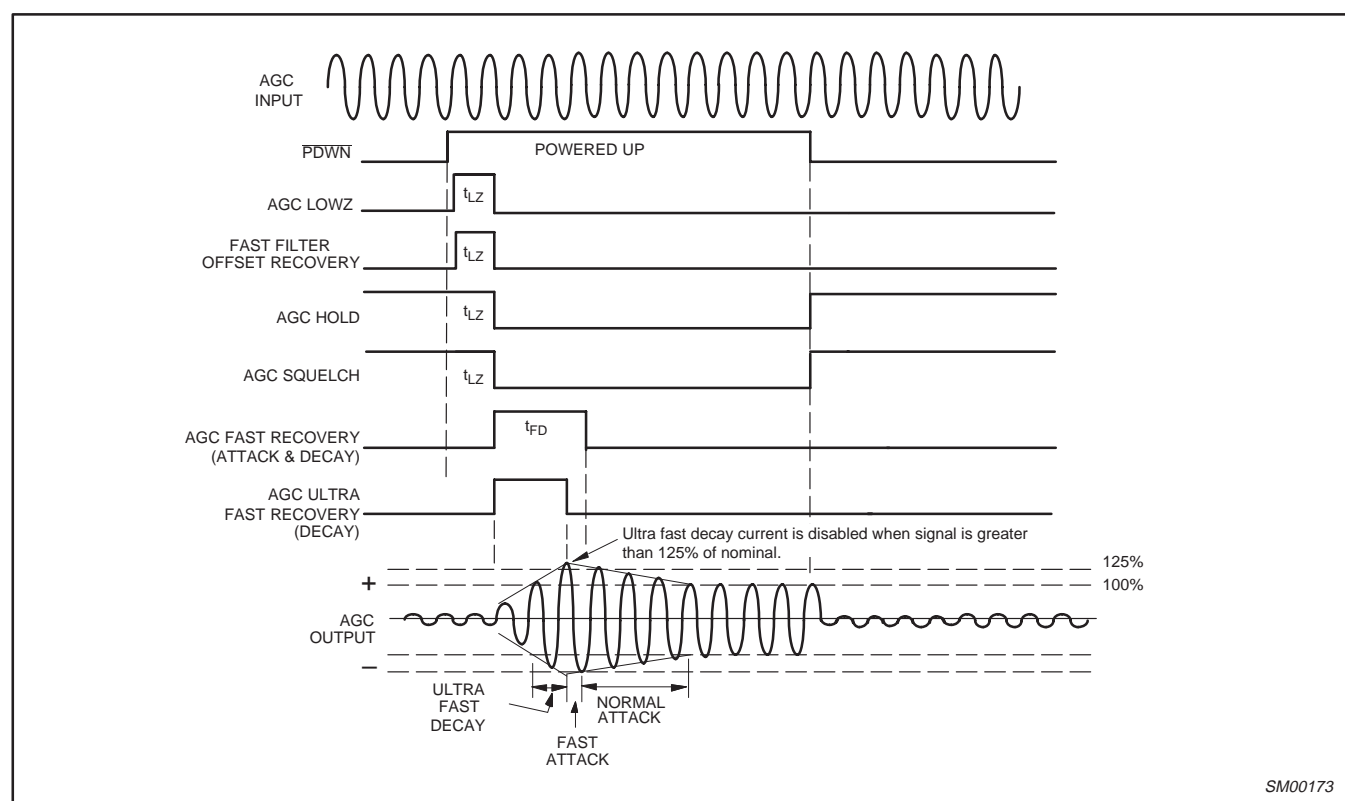 AGC
INPUT
PDWN
POWERED UP
AGC LOWZ
tLZ
FAST FILTER
OFFSET RECOVERY
tLZ
AGC HOLD
tLZ
AGC SQUELCH
tLZ
AGC FAST RECOVERY
(ATTACK & DECAY)
tFD
AGC ULTRA
FAST RECOVERY
(DECAY)
Ultra fast decay current is disabled when signal is greater
than 125% of nominal.
125%
+
100%
AGC
OUTPUT
–
ULTRA
FAST
DECAY
NORMAL
ATTACK
FAST
ATTACK
SM00173